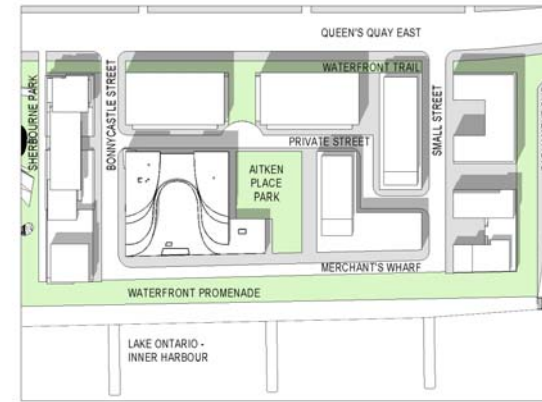 QUEEN'S QUAY EAST
WATERFRONT TRAIL
SHERBOURNE PARK
BONNYCASTLE STREET
SMALL STREET
PRIVATE STREET
AITKEN
PLACE
PARK
MERCHANT'S WHARF
WATERFRONT PROMENADE
LAKE ONTARIO -
INNER HARBOUR